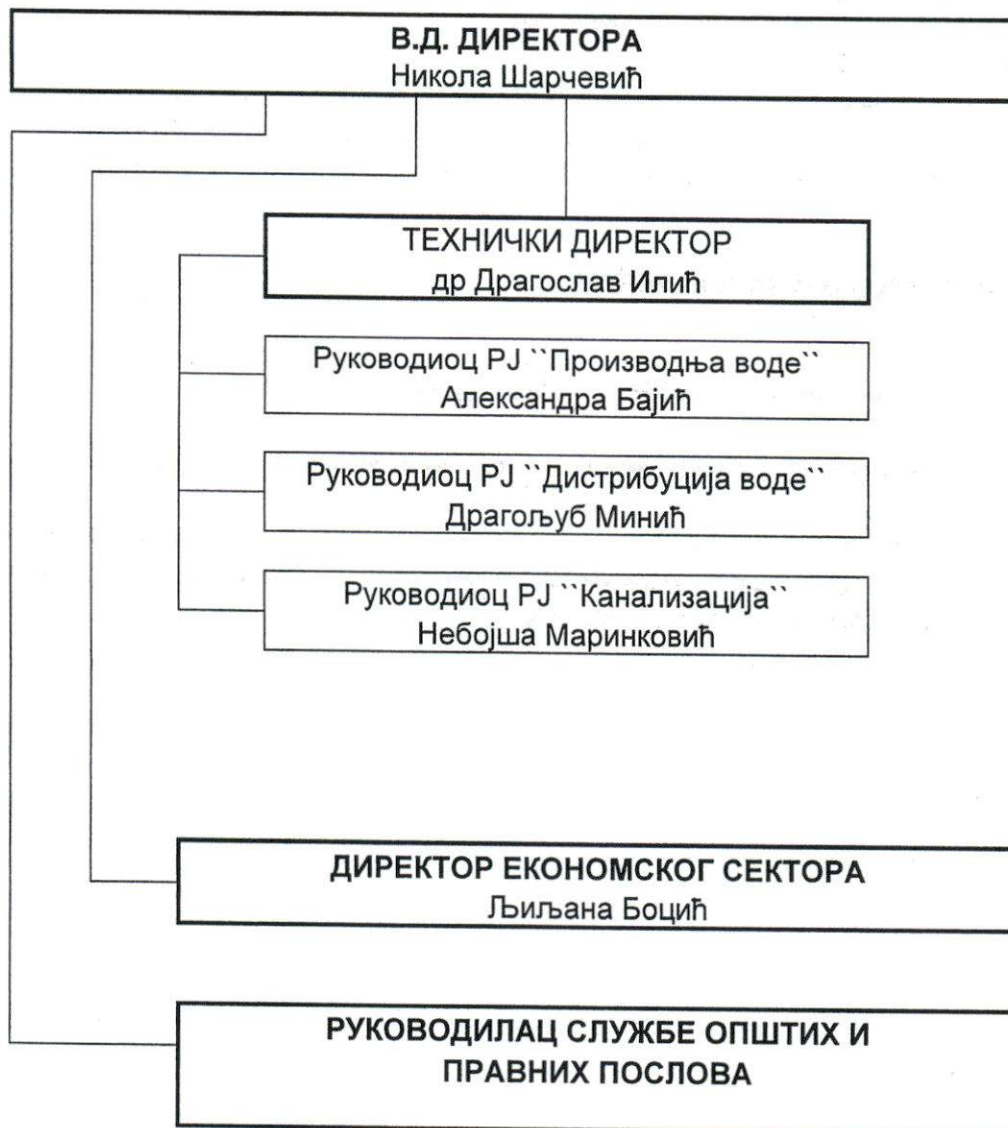 В.Д. ДИРЕКТОРА
Никола Шарчевић
ТЕХНИЧКИ ДИРЕКТОР
др Драгослав Илић
Руководиоц РЈ ``Производња воде``
Александра Бајић
Руководиоц РЈ ``Дистрибуција воде``
Драгољуб Минић
Руководиоц РЈ ``Канализација``
Небојша Маринковић
ДИРЕКТОР ЕКОНОМСКОГ СЕКТОРА
Љиљана Боцић
РУКОВОДИЛАЦ СЛУЖБЕ ОПШТИХ И
ПРАВНИХ ПОСЛОВА